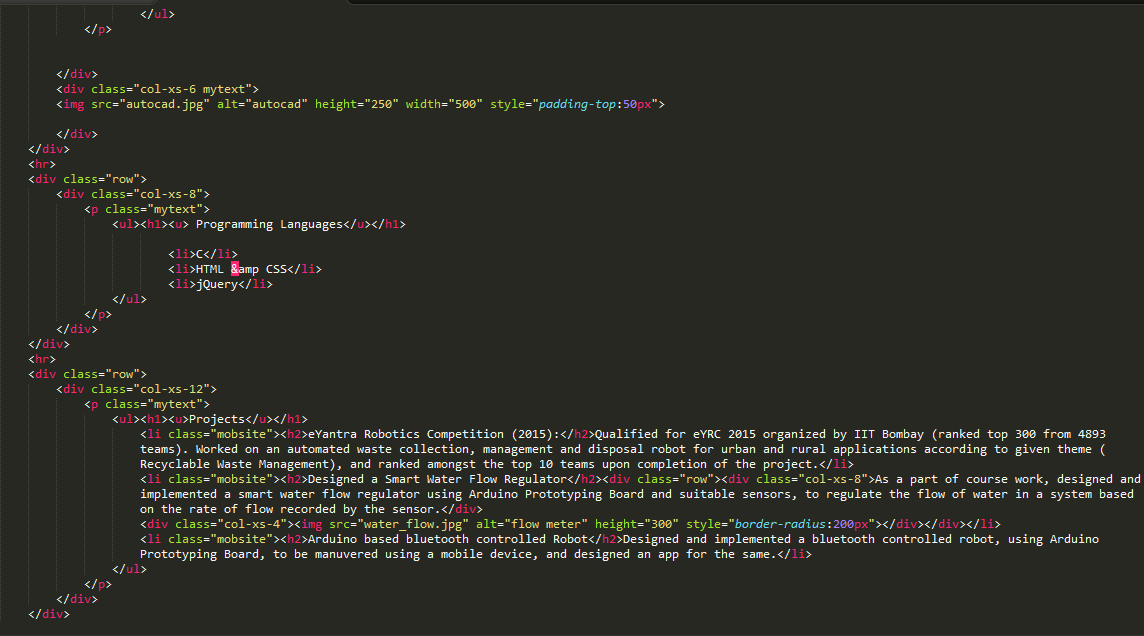 </ul>
</p>
</div>
<div class="col-xs-6 mytext">
<img src="autocad.jpg" alt="autocad" height="250" width="500" style="padding-top:50px">
</div>
</div>
<hr>
<div class="row">
<div class="col-xs-8">
<p class="mytext">
<ul><h1><u> Programming Languages</u></h1>
<li>C</li>
<li>HTML &amp CSS</li>
<li>jQuery</li>
</ul>
</p>
</div>
</div>
<hr>
<div class="row">
<div class="col-xs-12">
<p class="mytext">
<ul><h1><u>Projects</u></h1>
<li class="mobsite"><h2>eYantra Robotics Competition (2015):</h2>Qualified for eYRC 2015 organized by IIT Bombay (ranked top 300 from 4893
teams). Worked on an automated waste collection, management and disposal robot for urban and rural applications according to given theme (
Recyclable Waste Management), and ranked amongst the top 10 teams upon completion of the project.</li>
<li class="mobsite"><h2>Designed a Smart Water Flow Regulator</h2><div class="row"><div class="col-xs-8">As a part of course work, designed and
implemented a smart water flow regulator using Arduino Prototyping Board and suitable sensors, to regulate the flow of water in a system based
on the rate of flow recorded by the sensor.</div>
<div class="col-xs-4"><img src="water_flow.jpg" alt="flow meter" height="300" style="border-radius:200px"></div></div></li>
<li class="mobsite"><h2>Arduino based bluetooth controlled Robot</h2>Designed and implemented a bluetooth controlled robot, using Arduino
Prototyping Board, to be manuvered using a mobile device, and designed an app for the same.</li>
</ul>
</p>
</div>
</div>